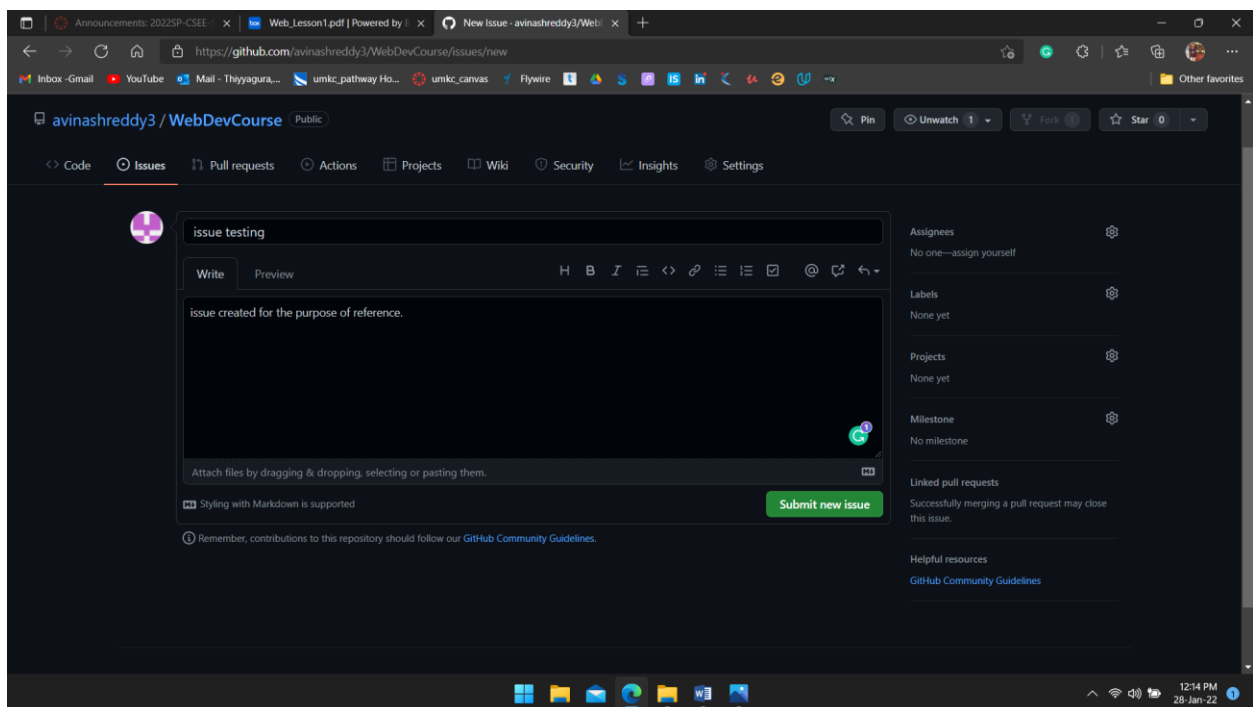 Announcements: 2022SP-CSEE-
Web_Lesson1.pdf | Powered by
New Issue - avinashreddy3/Web
https://github.com/avinashreddy3/WebDevCourse/issues/new
Inbox -Gmail YouTube Mail - Thiyyagura,... umkc_pathway Ho... umkc_canvas Flywire Other favorites
avinashreddy3 / WebDevCourse Public
Pin Unwatch 1 Fork 1 Star 0
Code Issues Pull requests Actions Projects Wiki Security Insights Settings
issue testing
Write Preview
issue created for the purpose of reference.
Attach files by dragging & dropping, selecting or pasting them.
Styling with Markdown is supported
Submit new issue
Remember, contributions to this repository should follow our GitHub Community Guidelines.
Assignees
No one—assign yourself
Labels
None yet
Projects
None yet
Milestone
No milestone
Linked pull requests
Successfully merging a pull request may close
this issue.
Helpful resources
GitHub Community Guidelines
12:14 PM
28-Jan-22